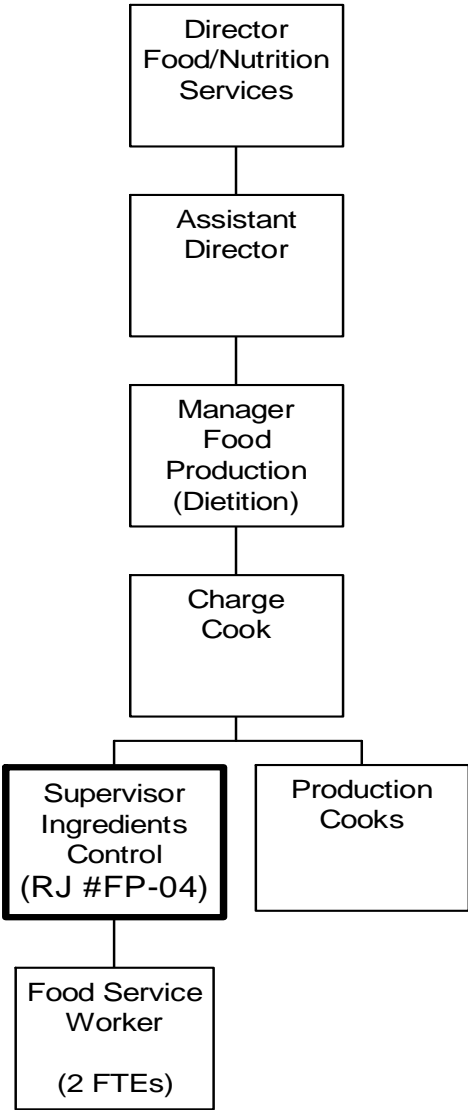 Director
Food/Nutrition
Services
Assistant
Director
Manager
Food
Production
(Dietition)
Charge
Cook
Supervisor
Ingredients
Control
(RJ #FP-04)
Production
Cooks
Food Service
Worker
(2 FTEs)